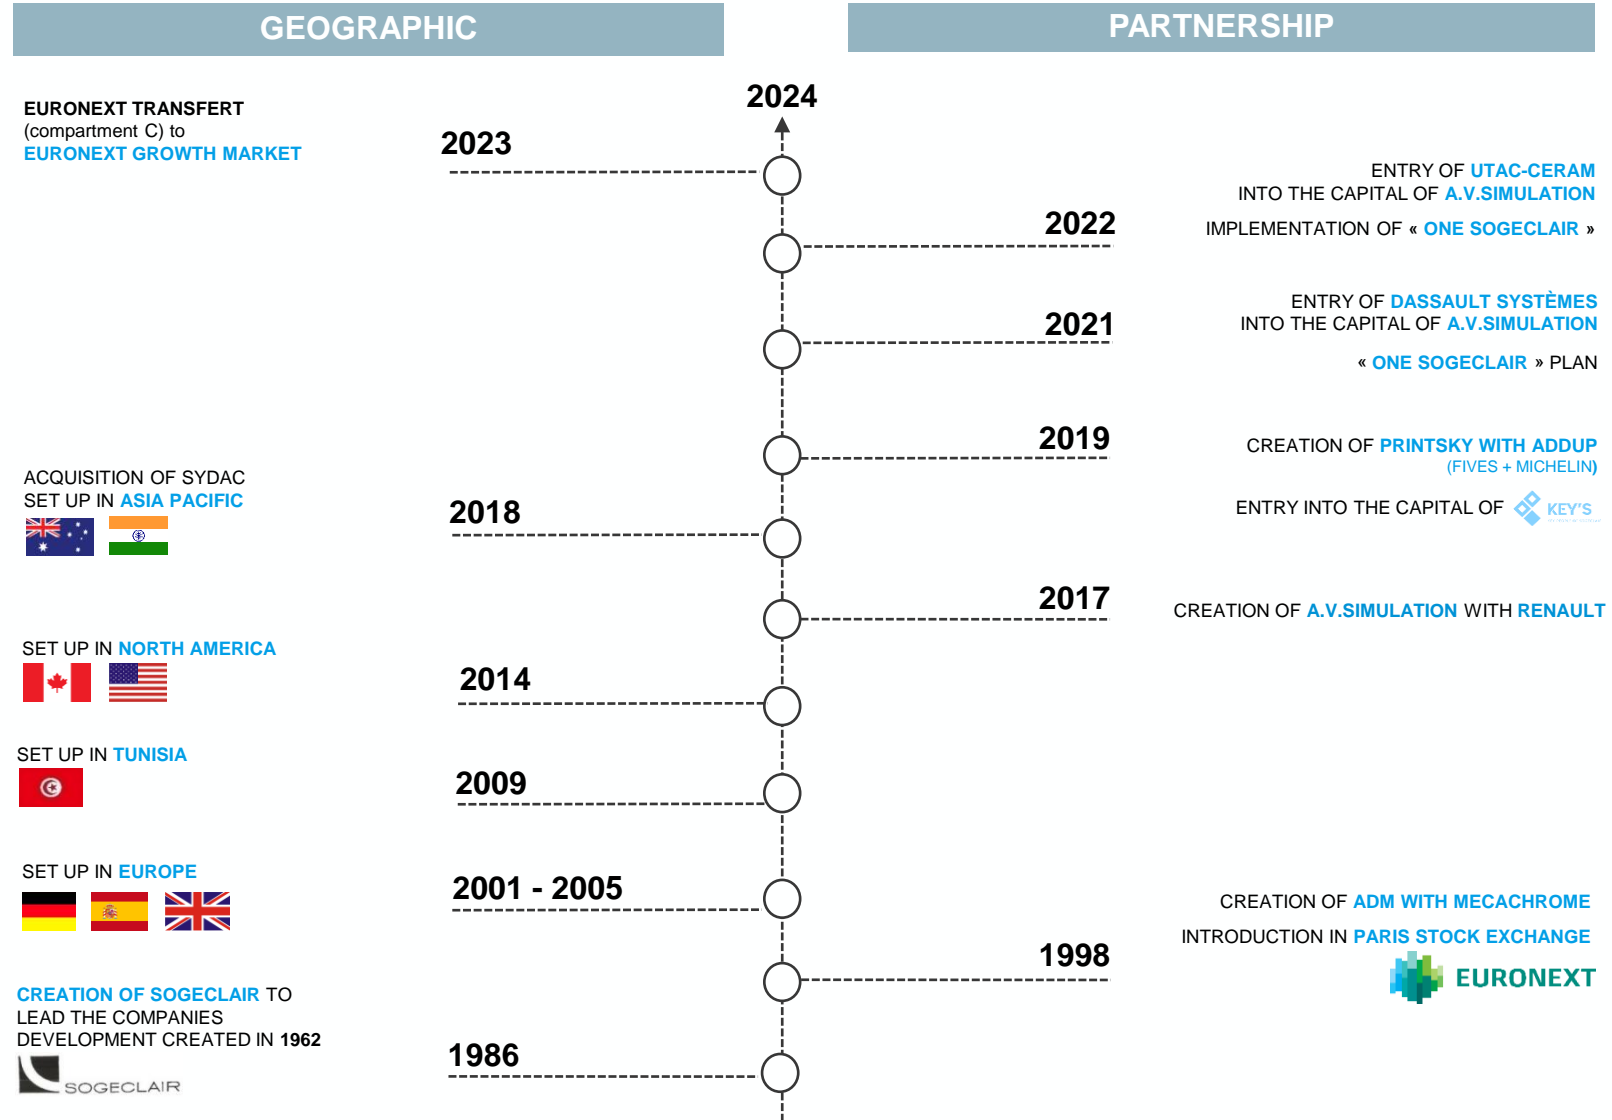 GEOGRAPHIC
PARTNERSHIP
2024
EURONEXT TRANSFERT
(compartment C) to
EURONEXT GROWTH MARKET
2023
ENTRY OF UTAC-CERAM
INTO THE CAPITAL OF A.V.SIMULATION
IMPLEMENTATION OF « ONE SOGECLAIR »
2022
ENTRY OF DASSAULT SYSTÈMES
INTO THE CAPITAL OF A.V.SIMULATION
« ONE SOGECLAIR » PLAN
2021
CREATION OF PRINTSKY WITH ADDUP
(FIVES + MICHELIN)
ENTRY INTO THE CAPITAL OF KEY'S
2019
ACQUISITION OF SYDAC
SET UP IN ASIA PACIFIC
2018
2017
CREATION OF A.V.SIMULATION WITH RENAULT
SET UP IN NORTH AMERICA
2014
SET UP IN TUNISIA
2009
SET UP IN EUROPE
2001 - 2005
CREATION OF ADM WITH MECACHROME
INTRODUCTION IN PARIS STOCK EXCHANGE
EURONEXT
1998
CREATION OF SOGECLAIR TO
LEAD THE COMPANIES
DEVELOPMENT CREATED IN 1962
SOGECLAIR
1986